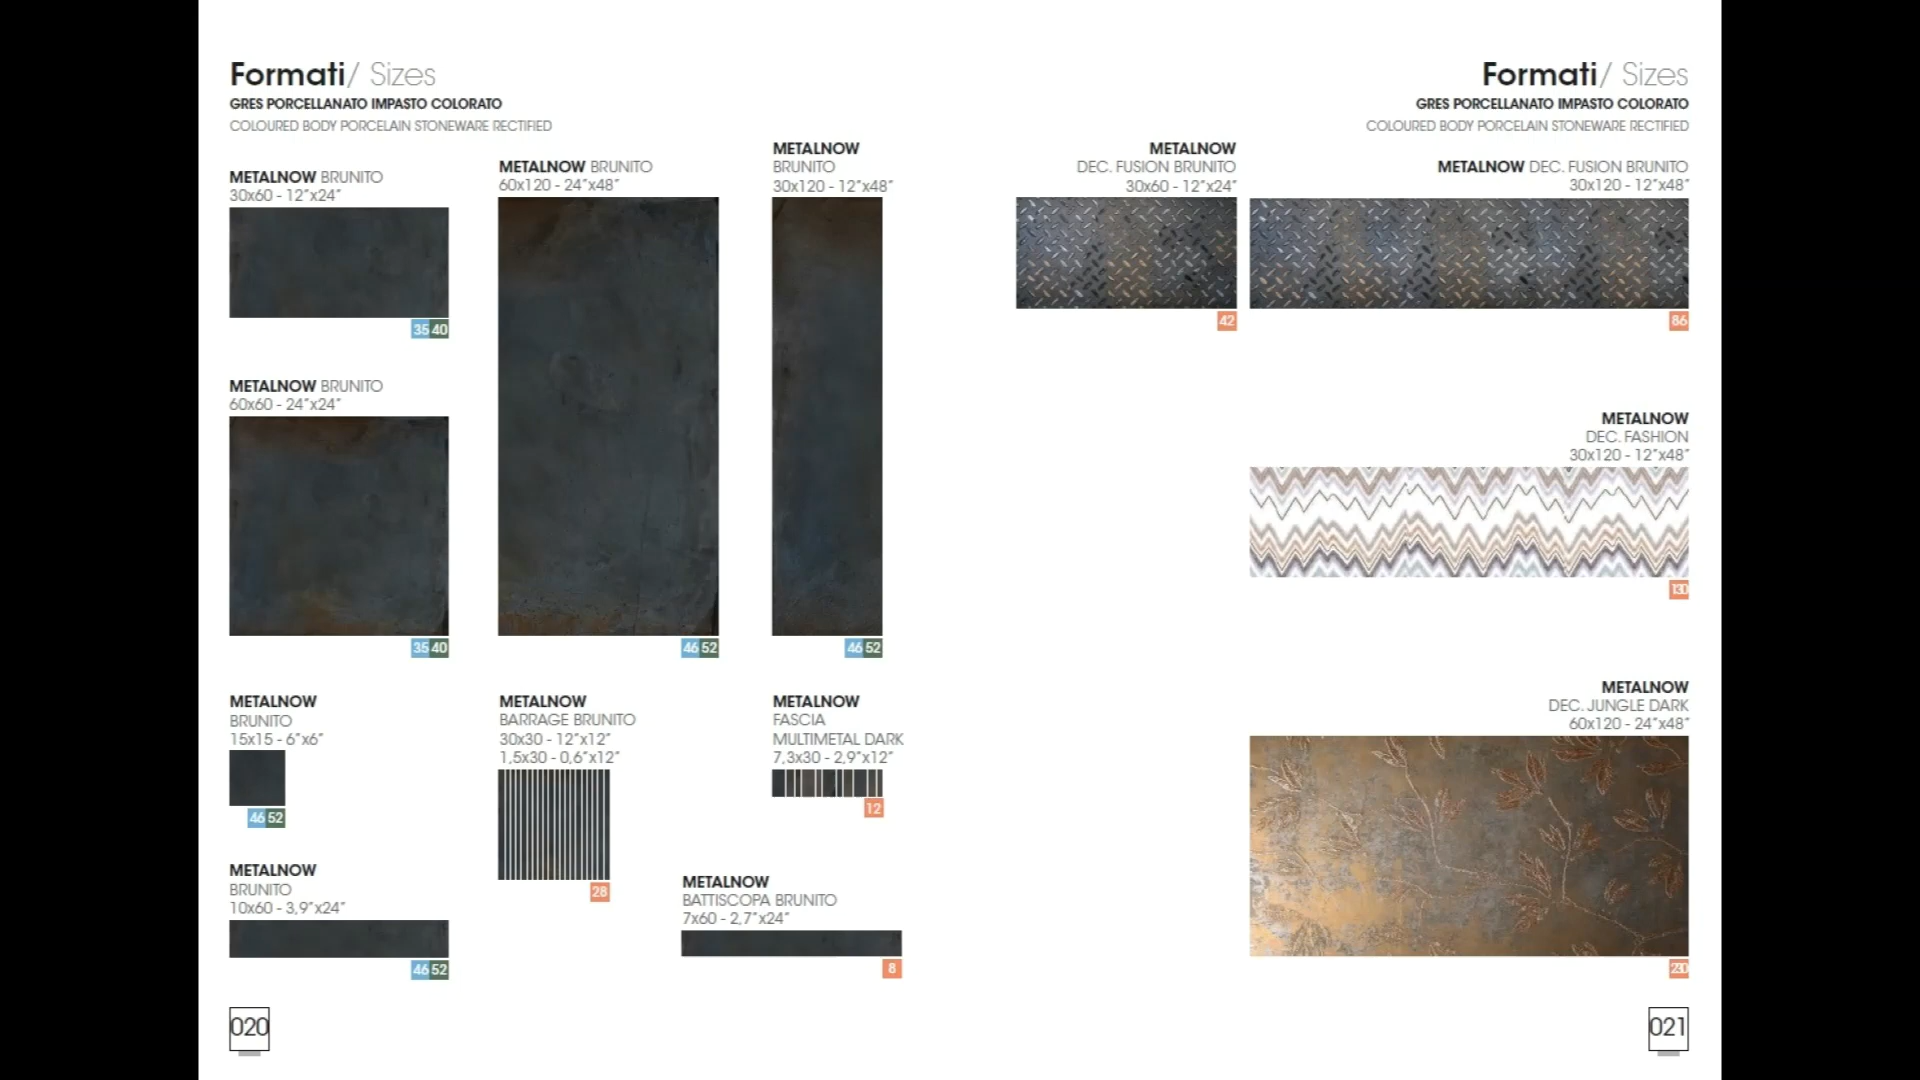 Formati/ Sizes
GRES PORCELLANATO IMPASTO COLORATO
COLOURED BODY PORCELAIN STONEWARE RECTIFIED
METALNOW BRUNITO
30x60 - 12"x24"
35 40
METALNOW BRUNITO
60x60 - 24"x24"
35 40
METALNOW BRUNITO
60x120 - 24"x48"
46 52
METALNOW
BRUNITO
30x120 - 12"x48"
46 52
METALNOW
BRUNITO
15x15 - 6"x6"
46 52
METALNOW
BRUNITO
10x60 - 3,9"x24"
46 52
METALNOW
BARRAGE BRUNITO
30x30 - 12"x12"
1,5x30 - 0,6"x12"
28
METALNOW
FASCIA
MULTIMETAL DARK
7,3x30 - 2,9"x12"
12
METALNOW
BATTISCOPA BRUNITO
7x60 - 2,7"x24"
8
020
Formati/ Sizes
GRES PORCELLANATO IMPASTO COLORATO
COLOURED BODY PORCELAIN STONEWARE RECTIFIED
METALNOW
DEC. FUSION BRUNITO
30x60 - 12"x24"
42
METALNOW DEC. FUSION BRUNITO
30x120 - 12"x48"
86
METALNOW
DEC. FASHION
30x120 - 12"x48"
130
METALNOW
DEC. JUNGLE DARK
60x120 - 24"x48"
230
021